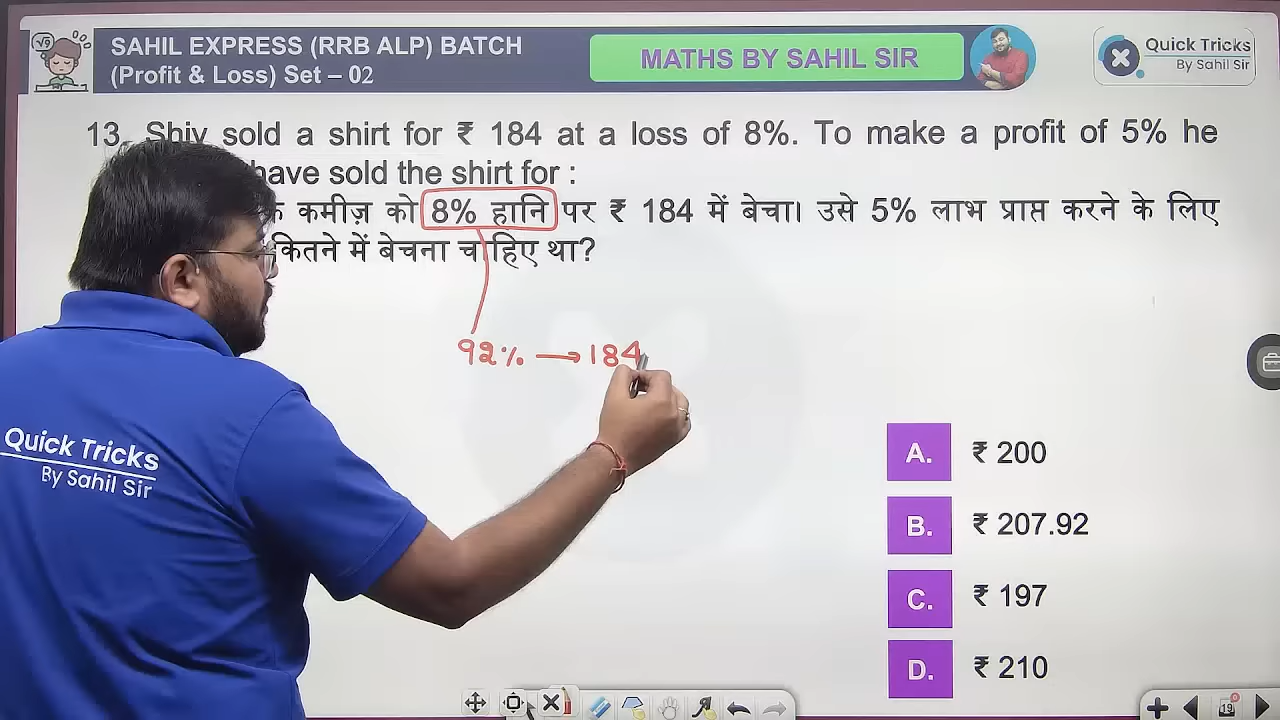 SAHIL EXPRESS (RRB ALP) BATCH
(Profit & Loss) Set – 02
MATHS BY SAHIL SIR
Quick Tricks
By Sahil Sir
√9
13. Shiv sold a shirt for ₹ 184 at a loss of 8%. To make a profit of 5% he
have sold the shirt for :
कमीज़ को 8% हानि पर ₹ 184 में बेचा। उसे 5% लाभ प्राप्त करने के लिए
कितने में बेचना चाहिए था?
92% → 184
A. ₹ 200
B. ₹ 207.92
C. ₹ 197
D. ₹ 210
Quick Tricks
By Sahil Sir
19